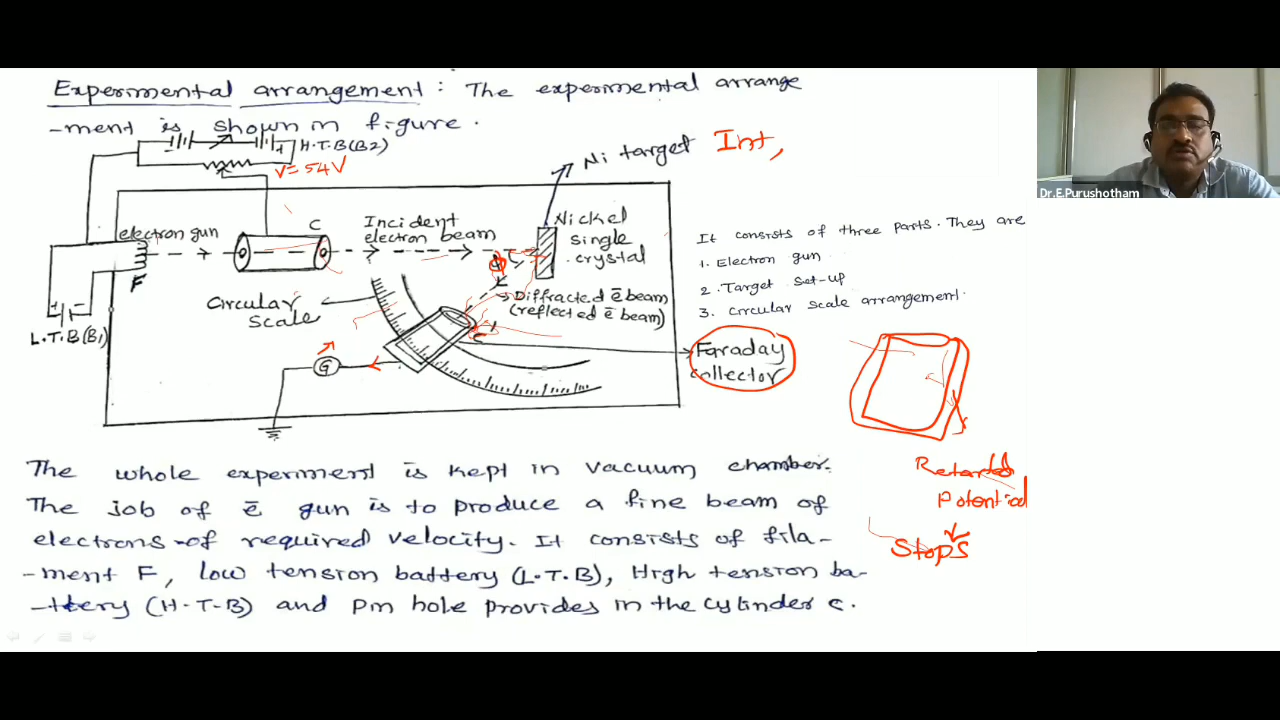 Experimental arrangement : The experimental arrange
-ment is shown in figure.
H.T.B(B2)
V=54V
Ni target Int,
electron gun
C
Incident
electron beam
Nickel
single
crystal
F
L.T.B(B1)
Circular
Scale
Diffracted ē beam
(reflected ē beam)
G
Faraday
collector
It consists of three parts. They are
1. Electron gun
2. Target set-up
3. Circular scale arrangement.
Potential
Stops
The whole experiment is kept in vacuum chamber.
The job of ē gun is to produce a fine beam of
electrons of required velocity. It consists of fila-
-ment F, low tension battery (L.T.B), High tension ba-
-ttery (H-T-B) and pin hole provides in the cylinder c.
Dr.E.Purushotham